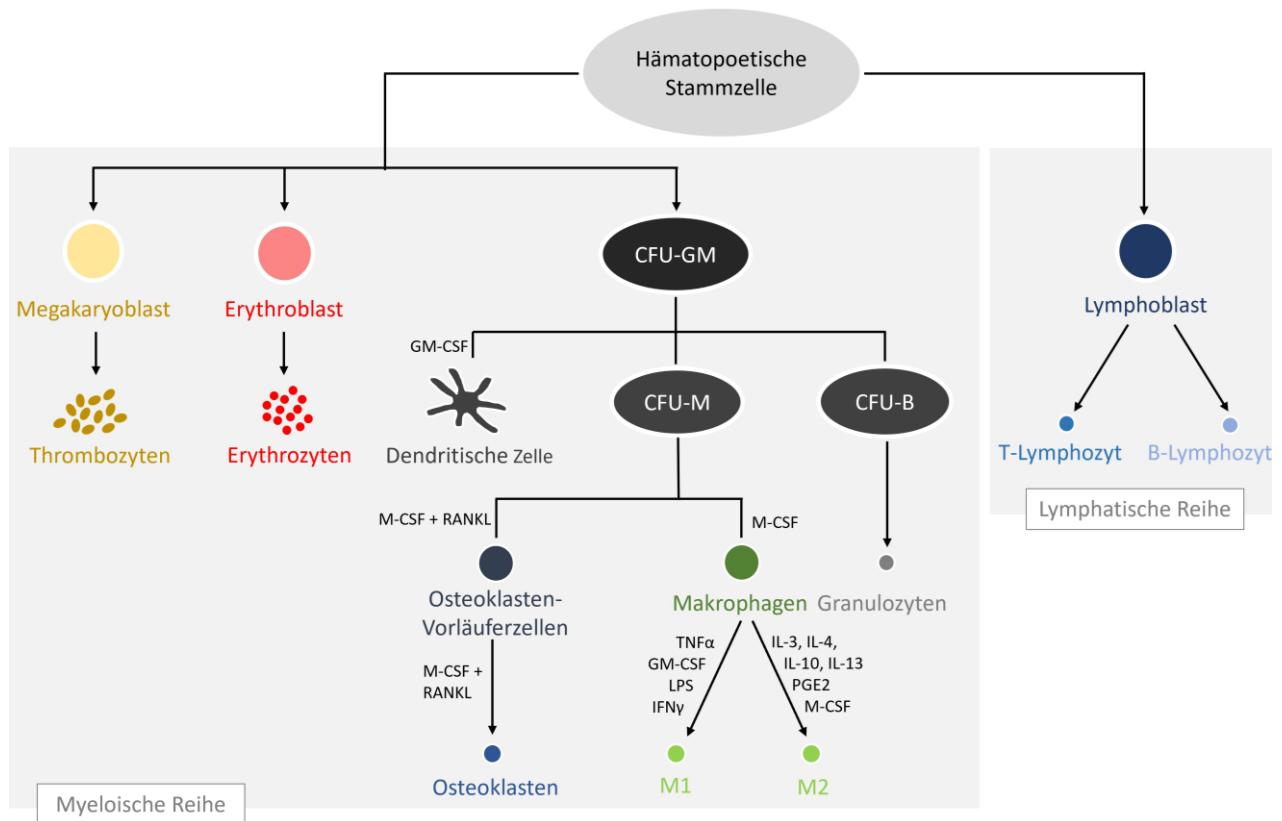 Hämatopoetische
Stammzelle
CFU-GM
Megakaryoblast
Erythroblast
Lymphoblast
GM-CSF
CFU-M
CFU-B
Thrombozyten
Erythrozyten
Dendritische Zelle
T-Lymphozyt
B-Lymphozyt
Lymphatische Reihe
M-CSF + RANKL
M-CSF
Osteoklasten-
Vorläuferzellen
Makrophagen
Granulozyten
M-CSF +
RANKL
TNFα
GM-CSF
LPS
IFNγ
IL-3, IL-4,
IL-10, IL-13
PGE2
M-CSF
Osteoklasten
M1
M2
Myeloische Reihe